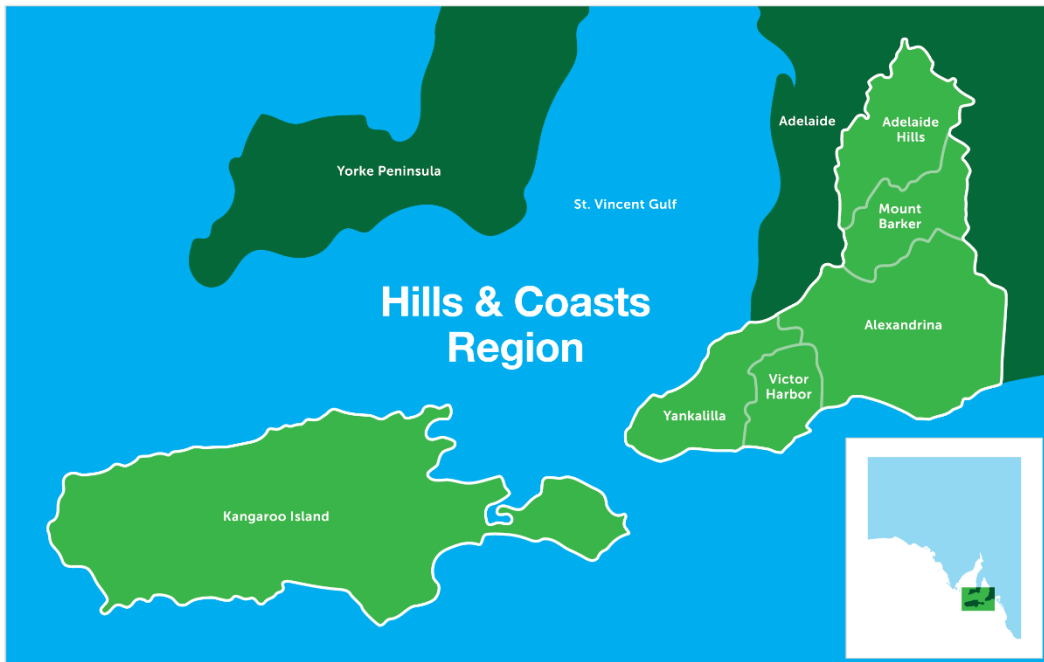 Adelaide
Adelaide
Hills
Yorke Peninsula
St. Vincent Gulf
Mount
Barker
Hills & Coasts
Region
Alexandrina
Victor
Harbor
Yankalilla
Kangaroo Island